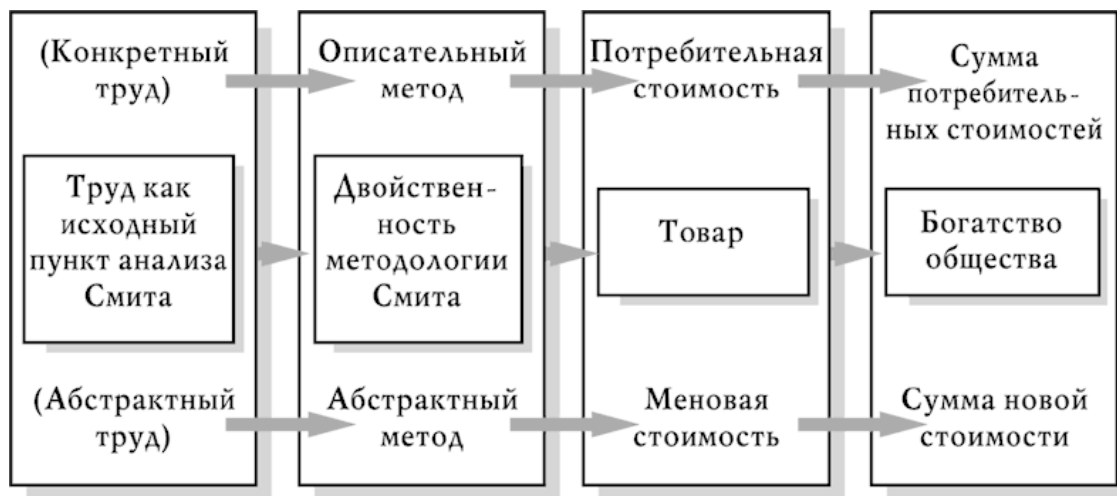 (Конкретный
труд)
Описательный
метод
Потребительная
стоимость
Сумма
потребитель-
ных стоимостей
Труд как
исходный
пункт анализа
Смита
Двойствен-
ность
методологии
Смита
Товар
Богатство
общества
(Абстрактный
труд)
Абстрактный
метод
Меновая
стоимость
Сумма новой
стоимости